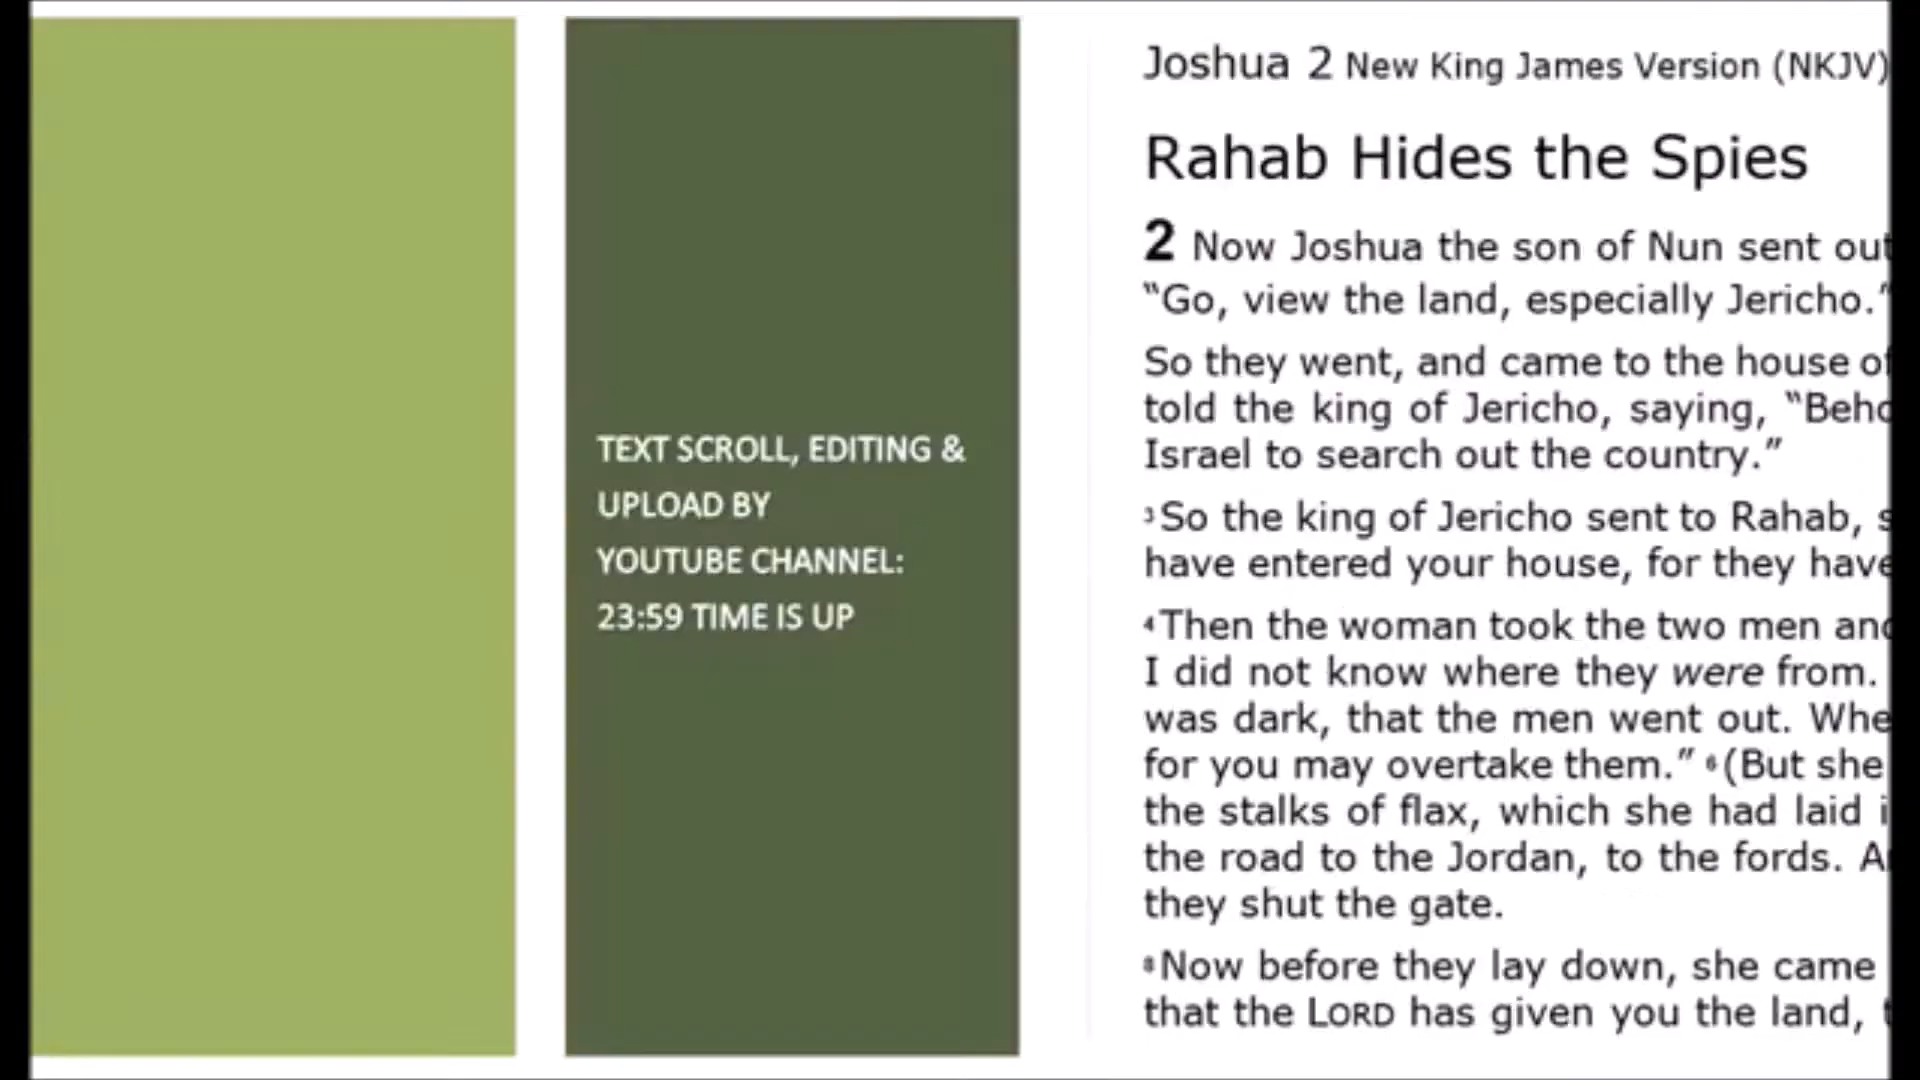 TEXT SCROLL, EDITING &
UPLOAD BY
YOUTUBE CHANNEL:
23:59 TIME IS UP
Joshua 2 New King James Version (NKJV)
Rahab Hides the Spies
2 Now Joshua the son of Nun sent out
“Go, view the land, especially Jericho.”
So they went, and came to the house of
told the king of Jericho, saying, “Beho
Israel to search out the country.”
3 So the king of Jericho sent to Rahab, s
have entered your house, for they have
4 Then the woman took the two men and
I did not know where they were from.
was dark, that the men went out. Whe
for you may overtake them.” 6 (But she
the stalks of flax, which she had laid i
the road to the Jordan, to the fords. A
they shut the gate.
8 Now before they lay down, she came
that the LORD has given you the land, t